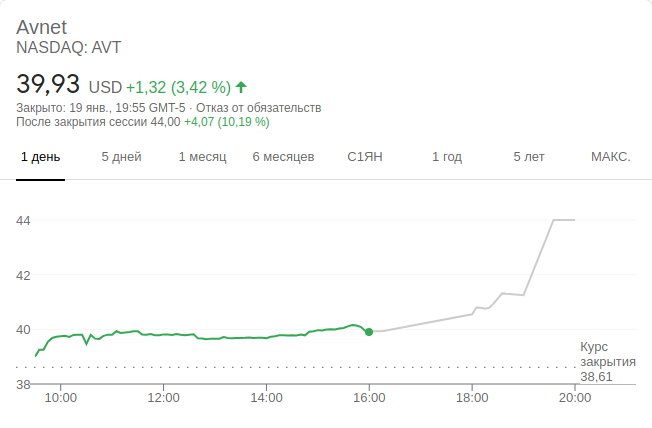 Avnet
NASDAQ: AVT
39,93 USD +1,32 (3,42 %)
Закрыто: 19 янв., 19:55 GMT-5 · Отказ от обязательств
После закрытия сессии 44,00 +4,07 (10,19 %)
1 день 5 дней 1 месяц 6 месяцев С1ЯН 1 год 5 лет МАКС.
44
42
40
Курс
закрытия
38,61
38
10:00 12:00 14:00 16:00 18:00 20:00